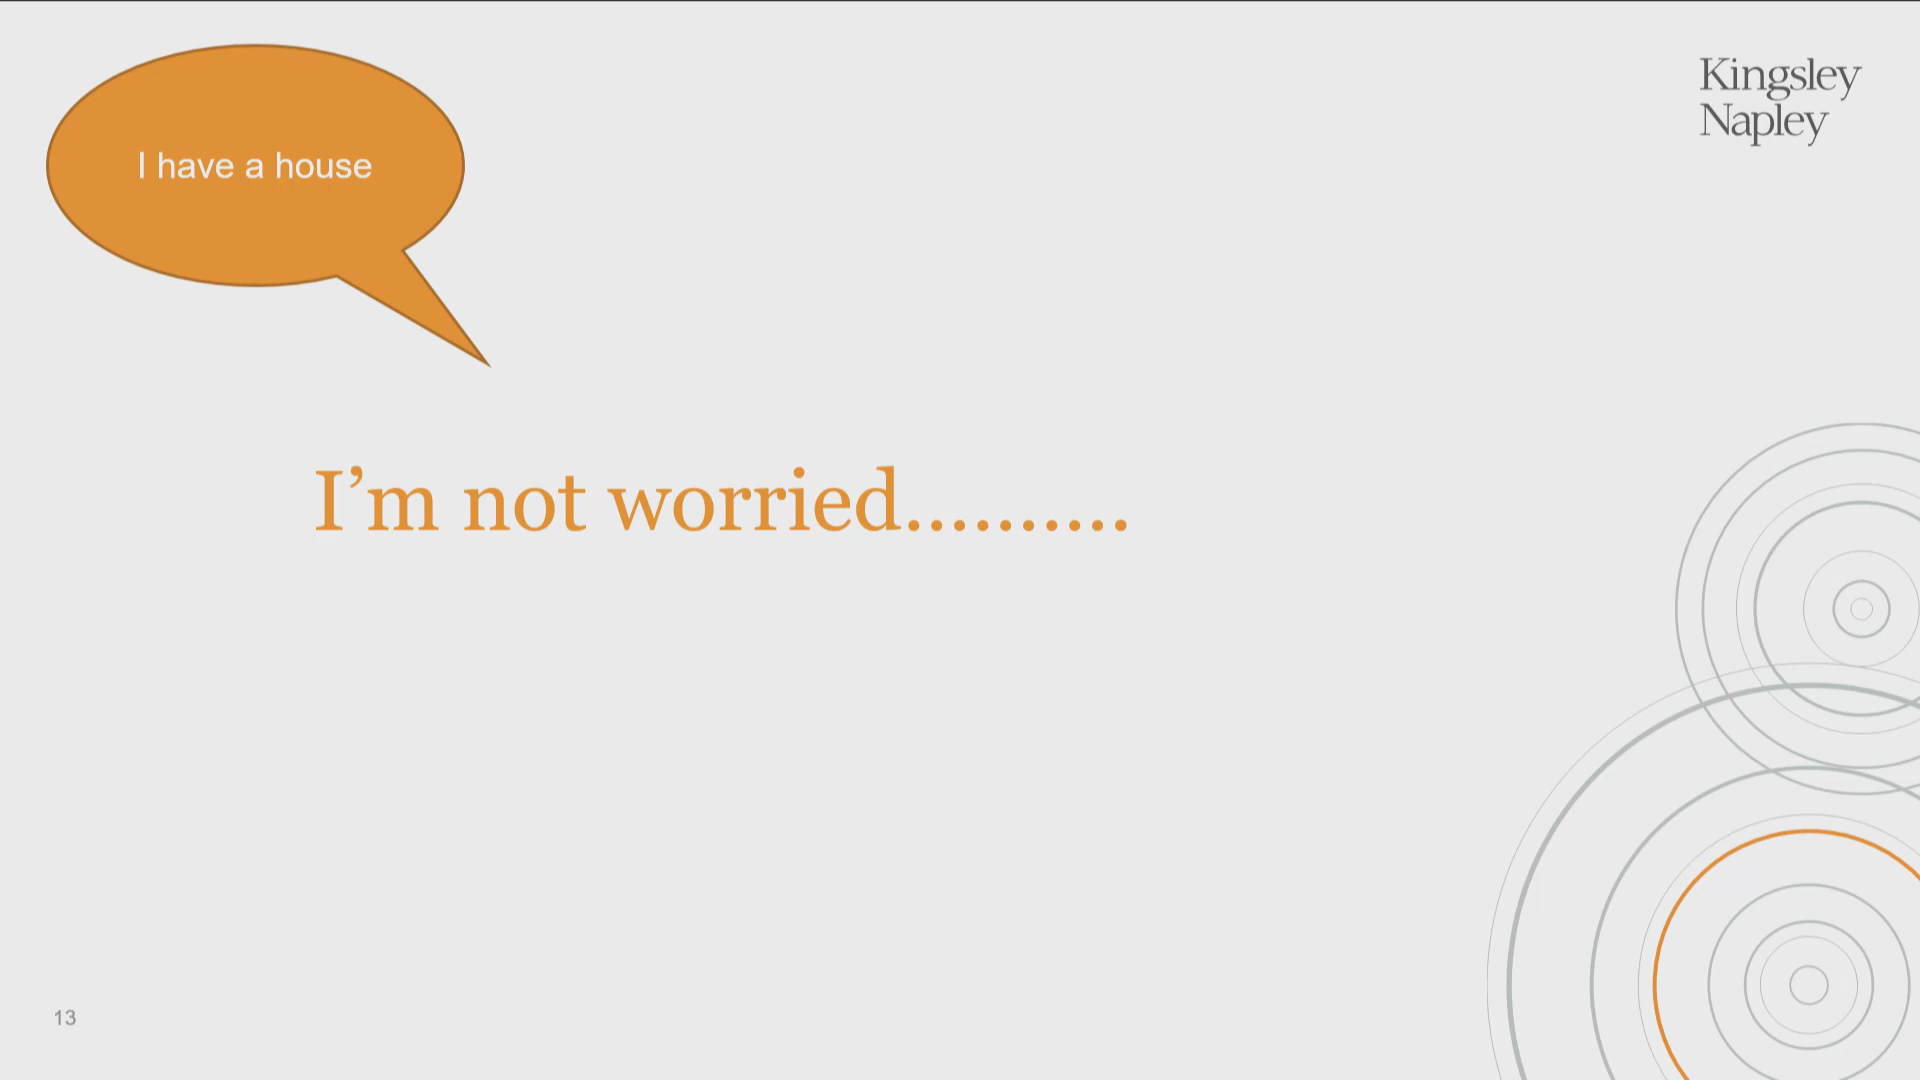 I have a house
Kingsley
Napley
I’m not worried..........
13